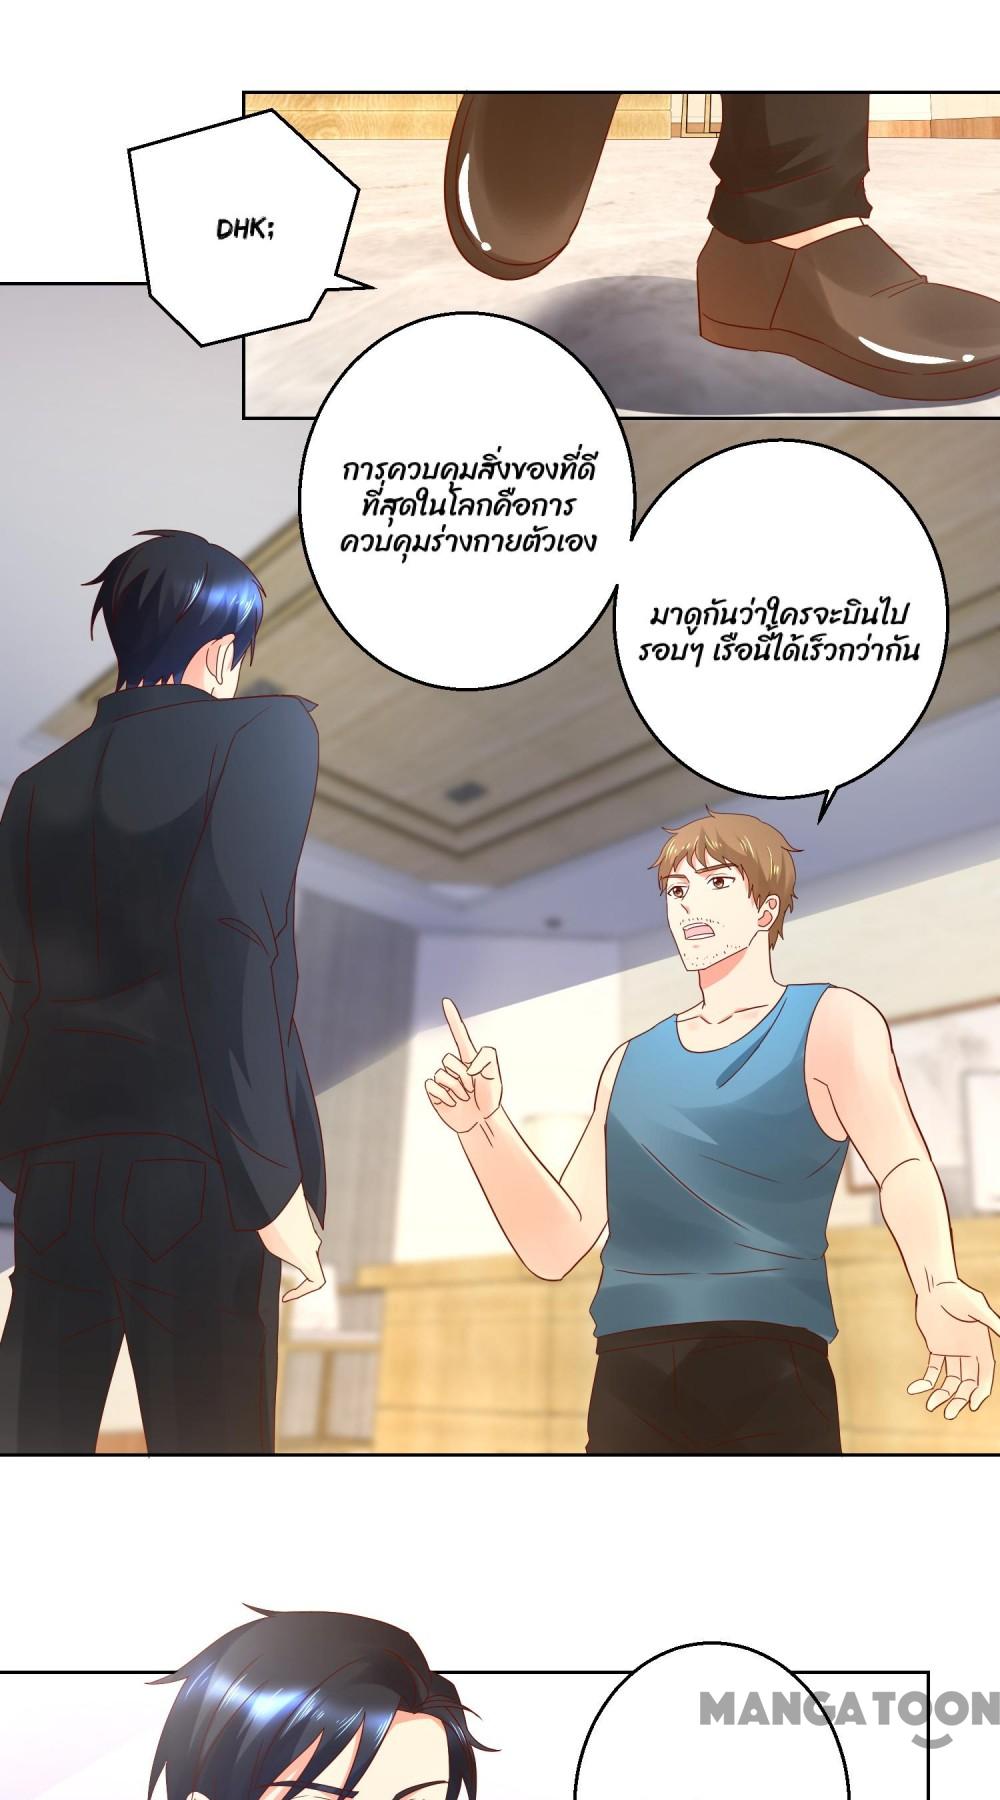 DHK;
การควบคุมสิ่งของที่ดี
ที่สุดในโลกคือการ
ควบคุมร่างกายตัวเอง
มาดูกันว่าใครจะบินไป
รอบๆ เรือนี้ได้เร็วกว่ากัน
MANGATOON